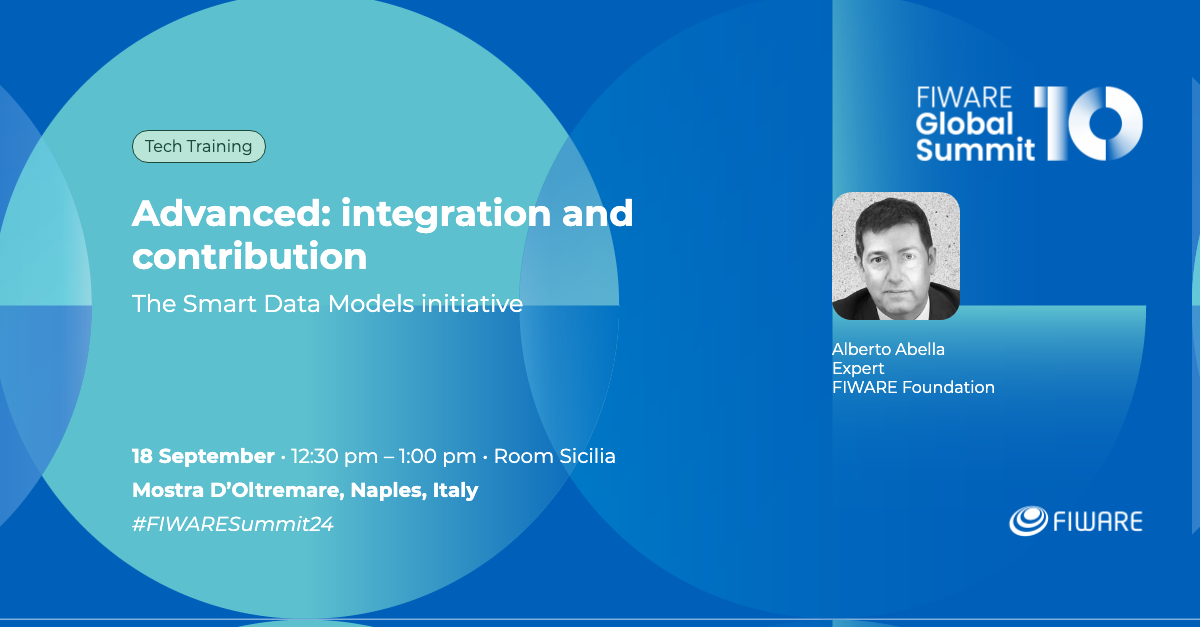 Tech Training
Advanced: integration and
contribution
The Smart Data Models initiative
18 September · 12:30 pm – 1:00 pm • Room Sicilia
Mostra D’Oltremare, Naples, Italy
#FIWARESummit24
FIWARE
Global
Summit
10
Alberto Abella
Expert
FIWARE Foundation
FIWARE